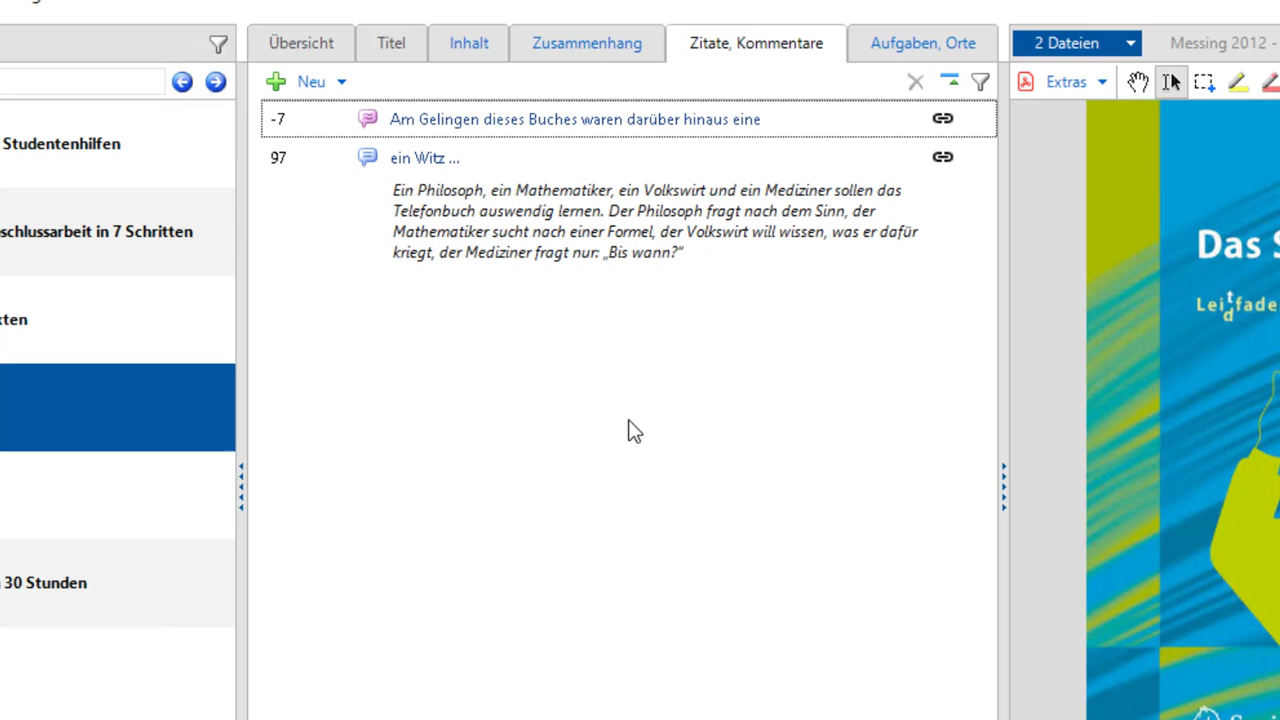 Übersicht
Titel
Inhalt
Zusammenhang
Zitate, Kommentare
Aufgaben, Orte
2 Dateien
Messing 2012 -
Neu
Extras
-7
Am Gelingen dieses Buches waren darüber hinaus eine
97
ein Witz ...
Ein Philosoph, ein Mathematiker, ein Volkswirt und ein Mediziner sollen das
Telefonbuch auswendig lernen. Der Philosoph fragt nach dem Sinn, der
Mathematiker sucht nach einer Formel, der Volkswirt will wissen, was er dafür
kriegt, der Mediziner fragt nur: „Bis wann?“
Studentenhilfen
schlussarbeit in 7 Schritten
30 Stunden
Das